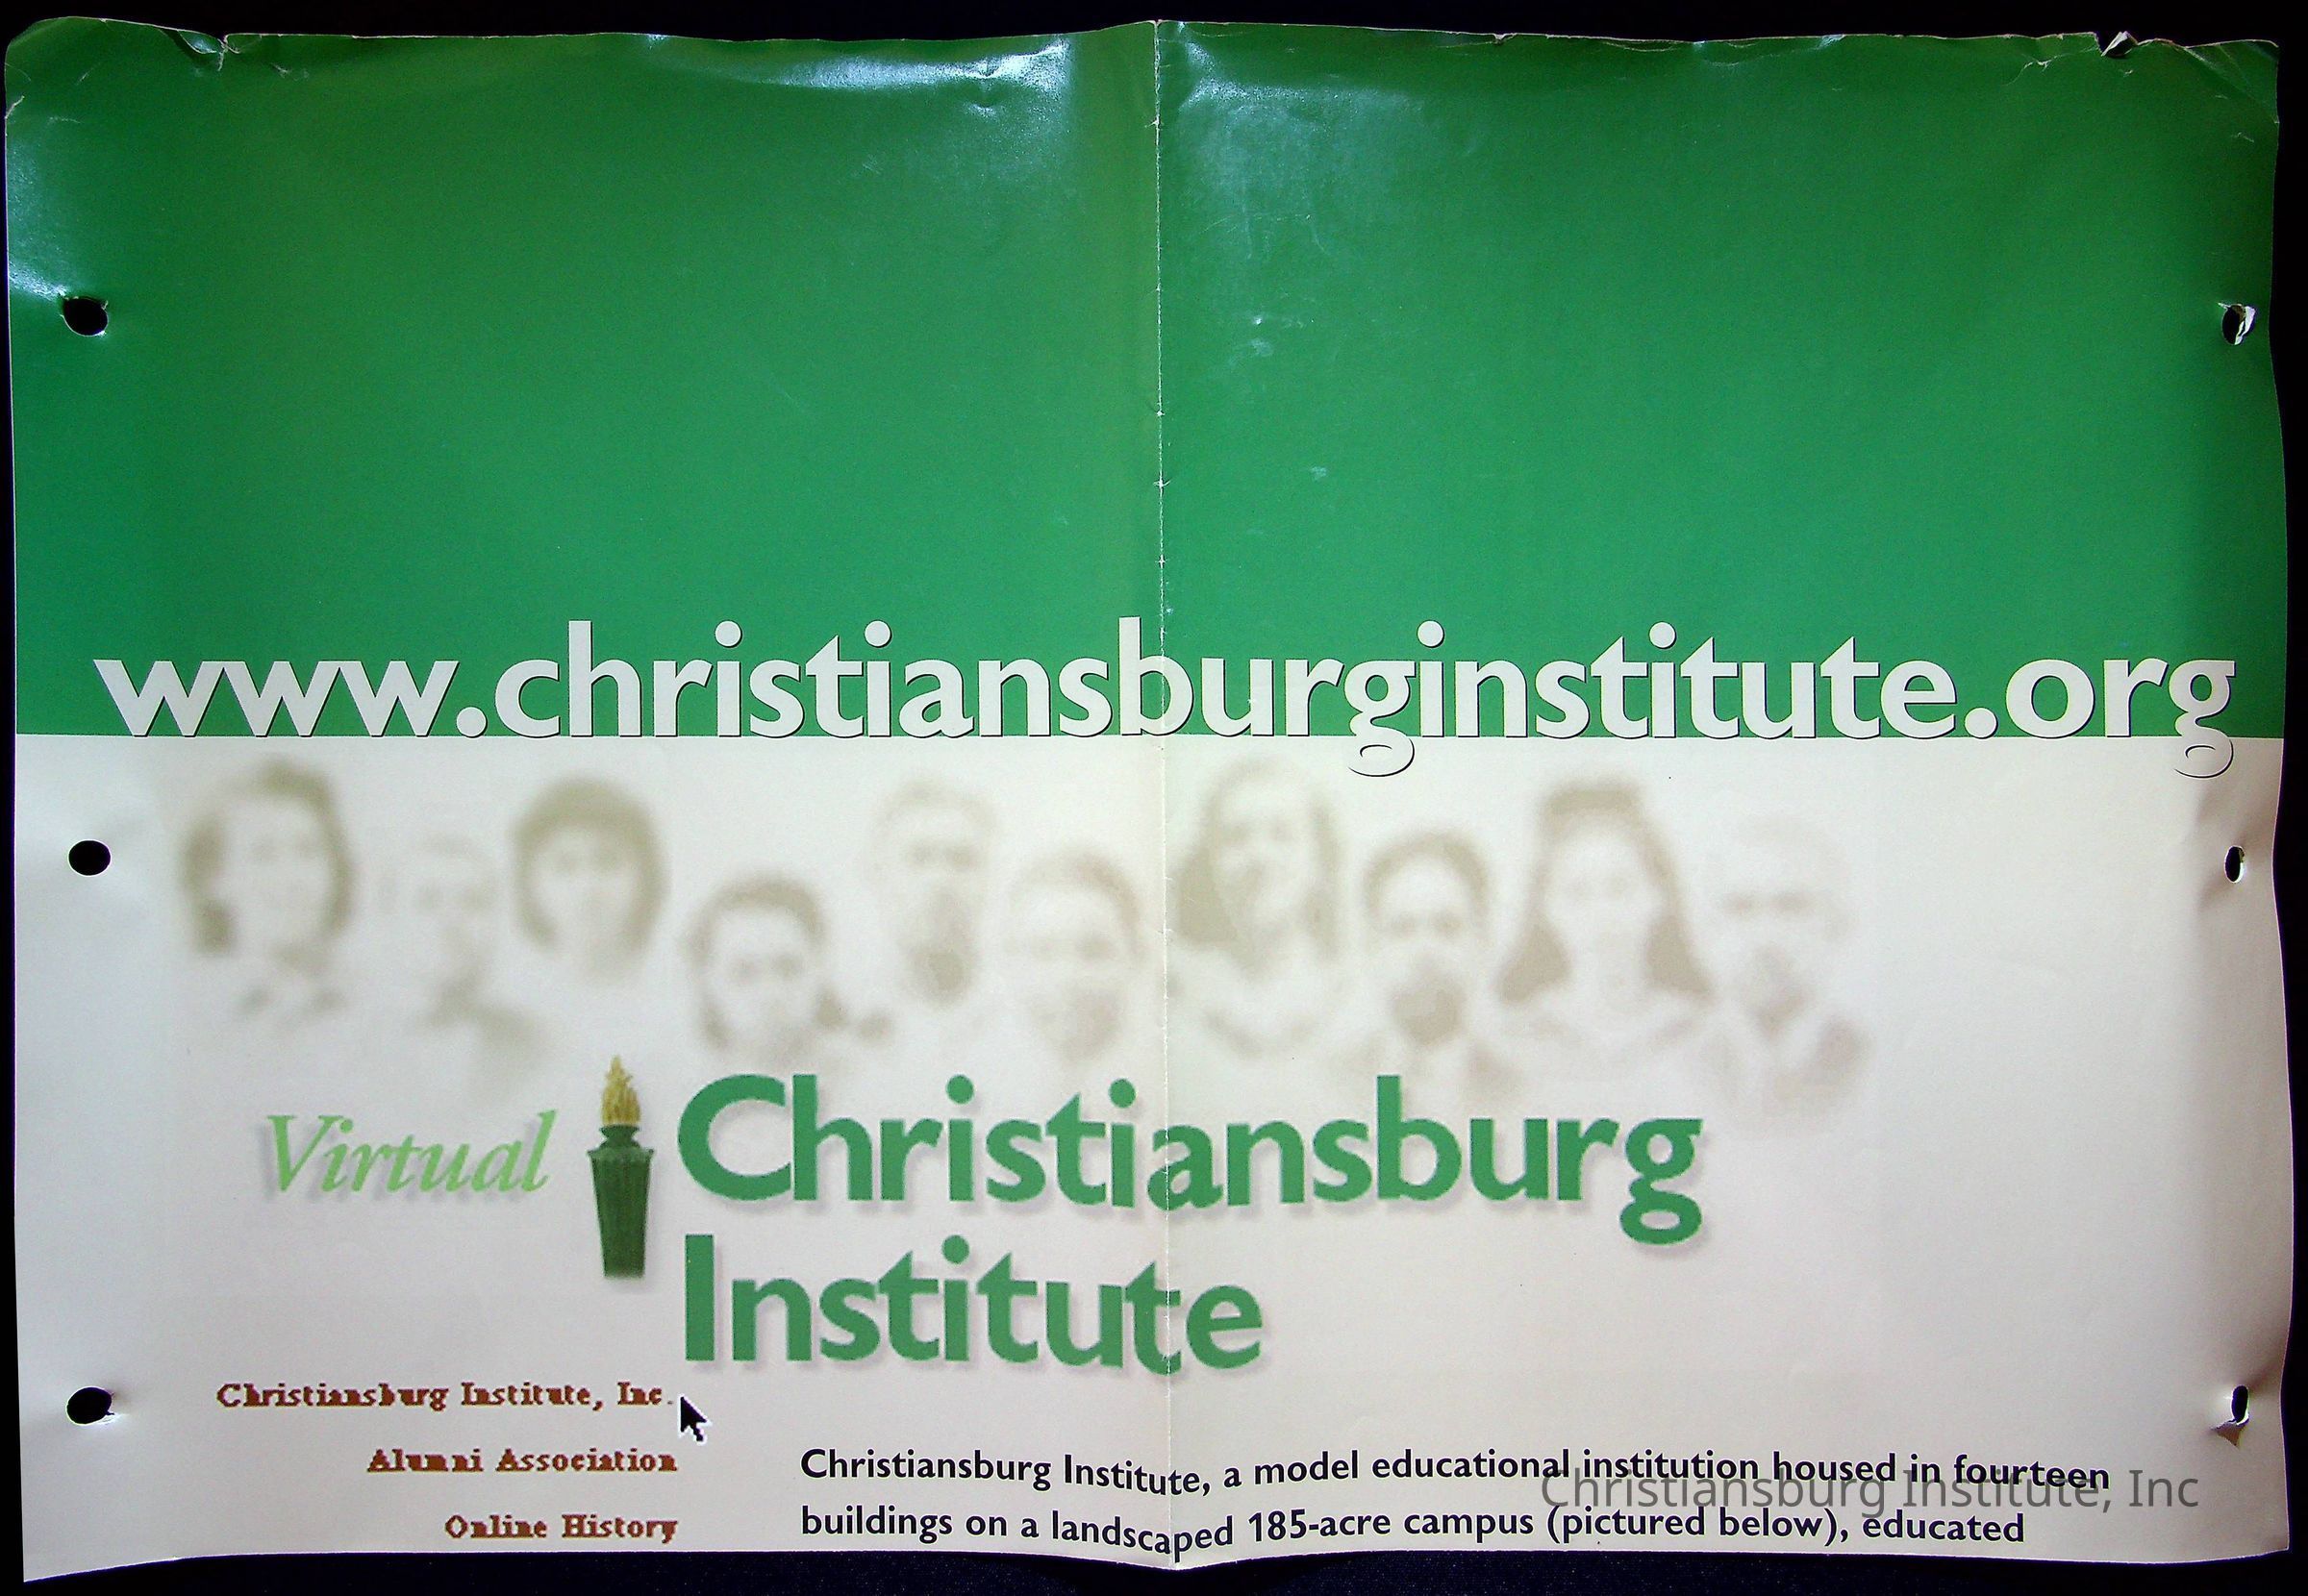 www.christiansburginstitute.org
Virtual Christiansburg
Institute
Christiansburg Institute, Inc.
Alumni Association
Online History
Christiansburg Institute, a model educational institution housed in fourteen
buildings on a landscaped 185-acre campus (pictured below), educated
Christiansburg Institute, Inc